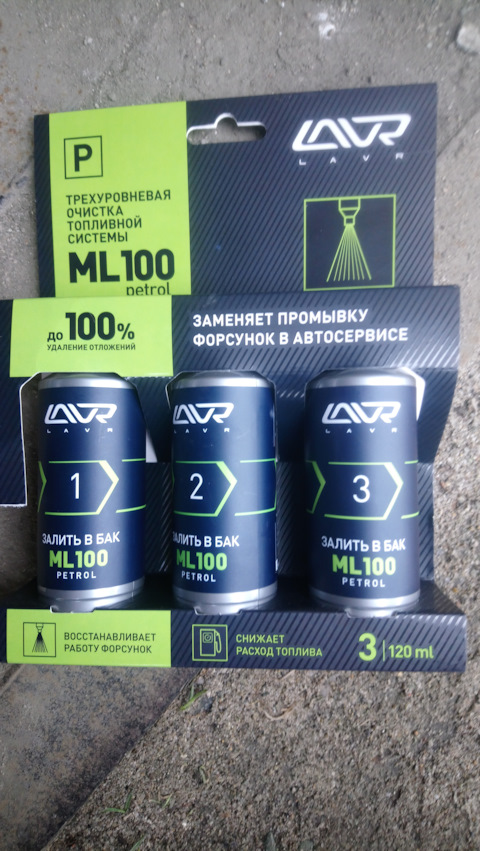 LAVR
LAVR
P
ТРЕХУРОВНЕВАЯ
ОЧИСТКА
ТОПЛИВНОЙ
СИСТЕМЫ
ML100
petrol
до 100%
УДАЛЕНИЕ ОТЛОЖЕНИЙ
ЗАМЕНЯЕТ ПРОМЫВКУ
ФОРСУНОК В АВТОСЕРВИСЕ
LAVR
LAVR
1
ЗАЛИТЬ В БАК
ML100
PETROL
LAVR
LAVR
2
ЗАЛИТЬ В БАК
ML100
PETROL
LAVR
LAVR
3
ЗАЛИТЬ В БАК
ML100
PETROL
ВОССТАНАВЛИВАЕТ
РАБОТУ ФОРСУНОК
СНИЖАЕТ
РАСХОД ТОПЛИВА
3 | 120 ml